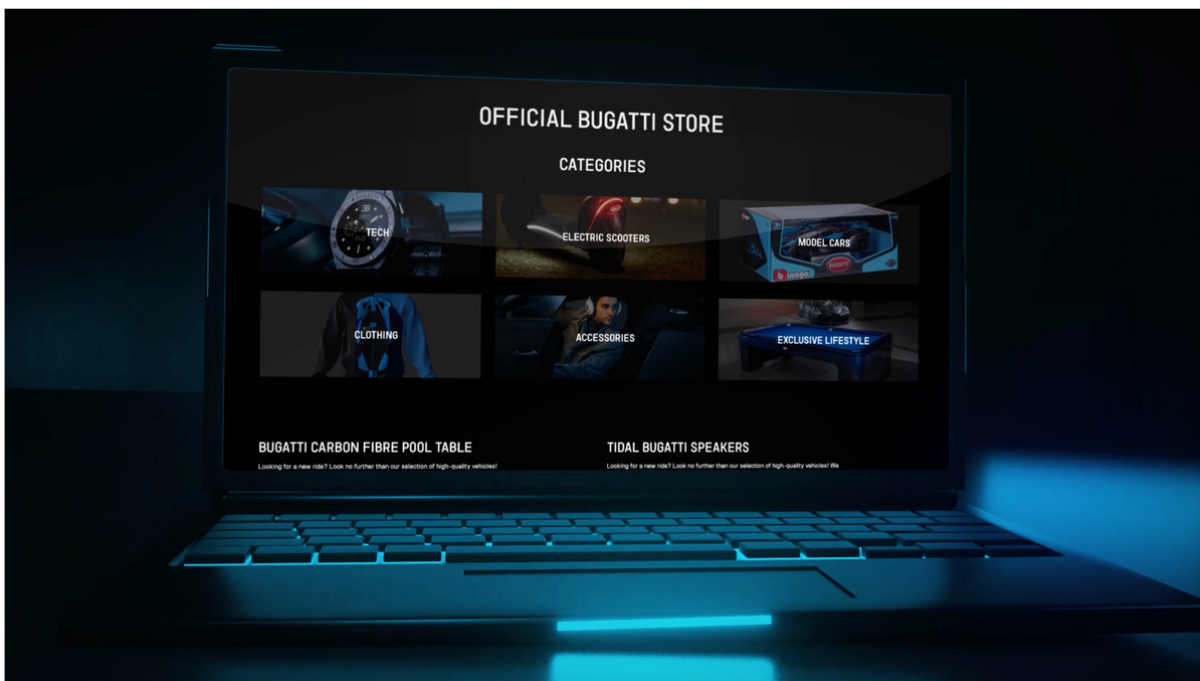 OFFICIAL BUGATTI STORE
CATEGORIES
TECH
ELECTRIC SCOOTERS
MODEL CARS
BUGATTI
burago
CLOTHING
ACCESSORIES
EXCLUSIVE LIFESTYLE
BUGATTI CARBON FIBRE POOL TABLE
Looking for a new ride? Look no further than our selection of high-quality vehicles!
TIDAL BUGATTI SPEAKERS
Looking for a new ride? Look no further than our selection of high-quality vehicles! We